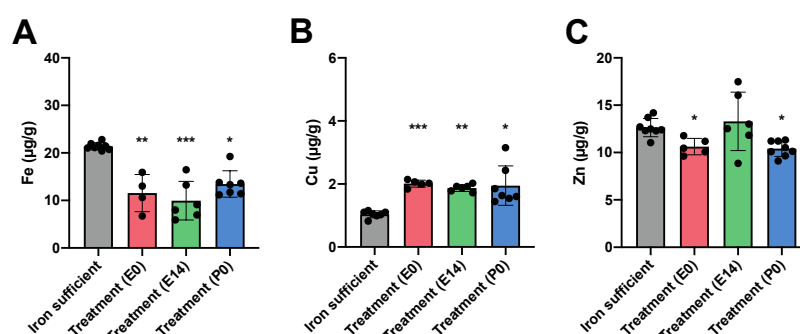 A
Fe (µg/g)
40
30
20
10
0
** *** *
Iron sufficient
Treatment (E0)
Treatment (E14)
Treatment (P0)
B
Cu (µg/g)
6
4
2
0
*** ** *
Iron sufficient
Treatment (E0)
Treatment (E14)
Treatment (P0)
C
Zn (µg/g)
20
15
10
5
0
* *
Iron sufficient
Treatment (E0)
Treatment (E14)
Treatment (P0)